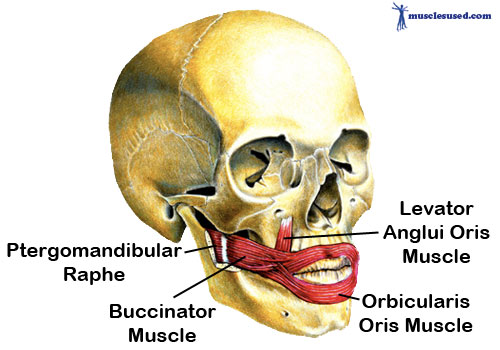 musclesused.com
Levator
Anglui Oris
Muscle
Ptergomandibular
Raphe
Buccinator
Muscle
Orbicularis
Oris Muscle